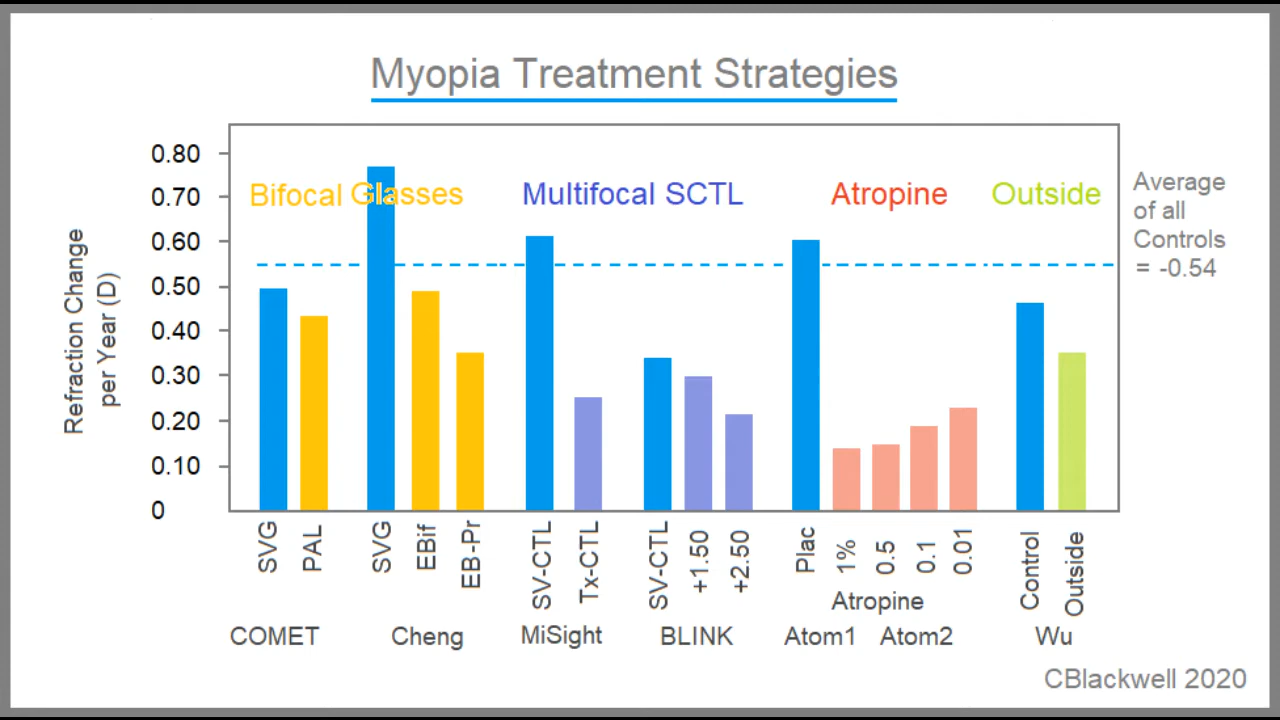 Myopia Treatment Strategies
0.80
0.70
0.60
0.50
0.40
0.30
0.20
0.10
0
Refraction Change
per Year (D)
Bifocal Glasses
Multifocal SCTL
Atropine
Outside
Average
of all
Controls
= -0.54
SVG
PAL
SVG
EBif
EB-Pr
SV-CTL
Tx-CTL
SV-CTL
+1.50
+2.50
Plac
1%
0.5
0.1
0.01
Control
Outside
Atropine
COMET
Cheng
MiSight
BLINK
Atom1
Atom2
Wu
CBlackwell 2020